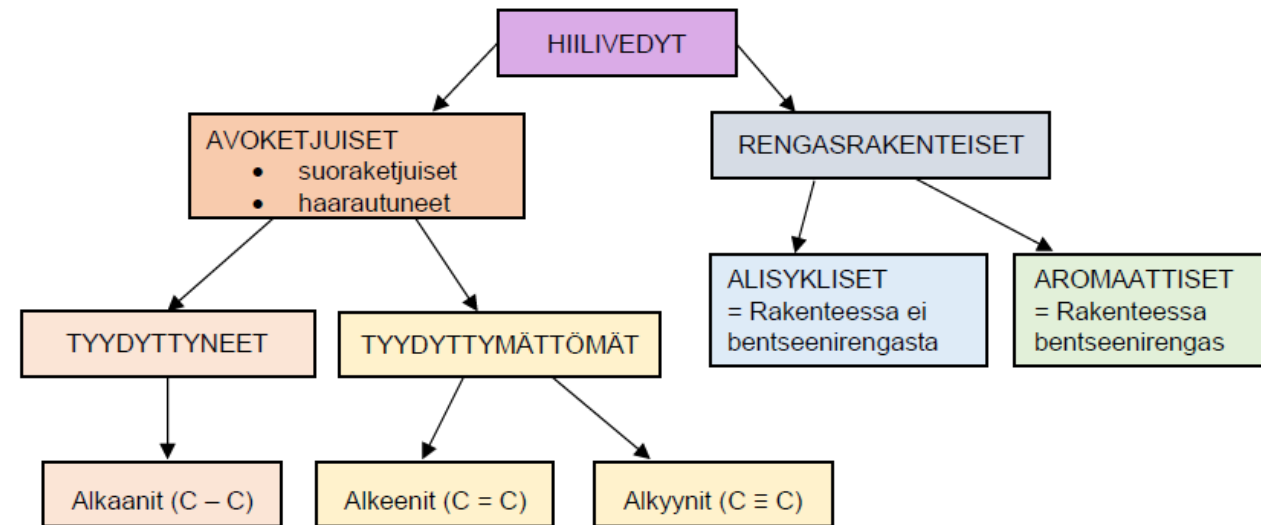 HIILIVEDYT
AVOKETJUISET
• suoraketjuiset
• haarautuneet
RENGASRAKENTEISET
ALISYKLISET
= Rakenteessa ei
bentseenirengasta
AROMAATTISET
= Rakenteessa
bentseenirengas
TYYDYTTYNEET
TYYDYTTYMÄTTÖMÄT
Alkaanit (C – C)
Alkeenit (C = C)
Alkyynit (C ≡ C)